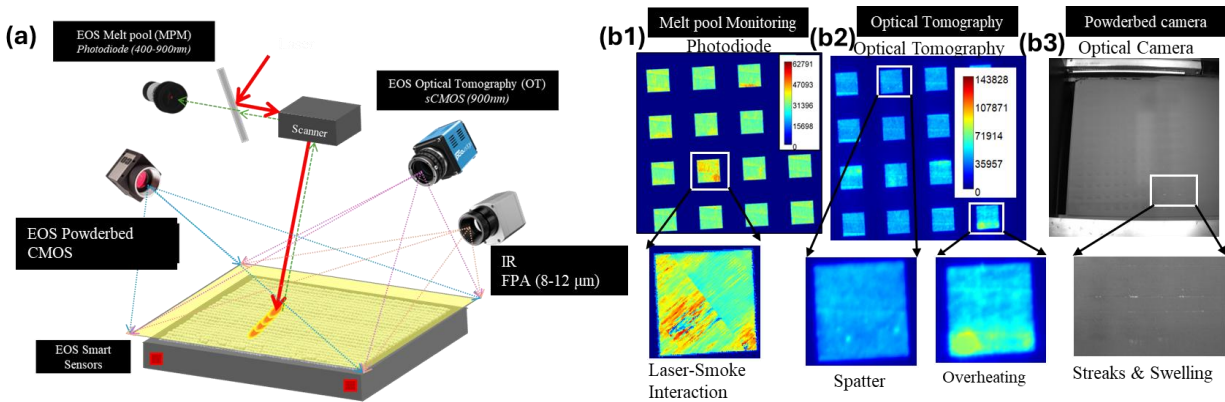 (a)
EOS Melt pool (MPM)
Photodiode (400-900nm)
EOS Optical Tomography (OT)
sCMOS (900nm)
Scanner
EOS Powderbed
CMOS
IR
FPA (8-12 μm)
EOS Smart
Sensors
(b1)
Melt pool Monitoring
Photodiode
62791
47093
31395
15698
0
Laser-Smoke
Interaction
(b2)
Optical Tomography
Optical Tomography
143828
107871
71914
35957
0
Spatter
Overheating
(b3)
Powderbed camera
Optical Camera
Streaks & Swelling